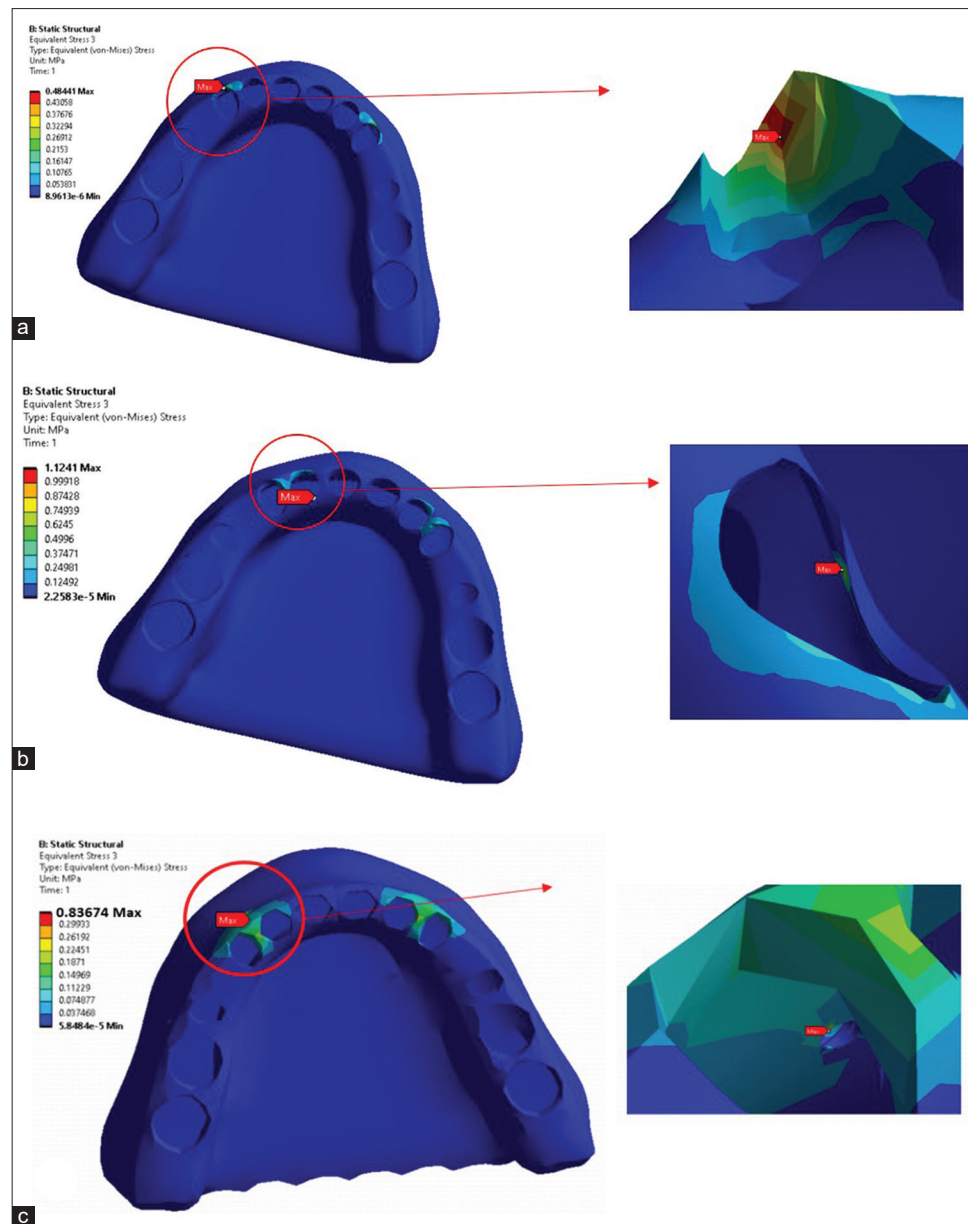 B: Static Structural
Equivalent Stress 3
Type: Equivalent (von-Mises) Stress
Unit: MPa
Time: 1
0.48441 Max
0.43058
0.37676
0.32294
0.26912
0.2153
0.16147
0.10765
0.053831
8.9613e-6 Min
Max
Max
a
B: Static Structural
Equivalent Stress 3
Type: Equivalent (von-Mises) Stress
Unit: MPa
Time: 1
1.1241 Max
0.99918
0.87428
0.74939
0.6245
0.4996
0.37471
0.24981
0.12492
2.2583e-5 Min
Max
Max
b
B: Static Structural
Equivalent Stress 3
Type: Equivalent (von-Mises) Stress
Unit: MPa
Time: 1
0.83674 Max
0.29933
0.26192
0.22451
0.1871
0.14969
0.11229
0.074877
0.037468
5.8484e-5 Min
Max
Max
c